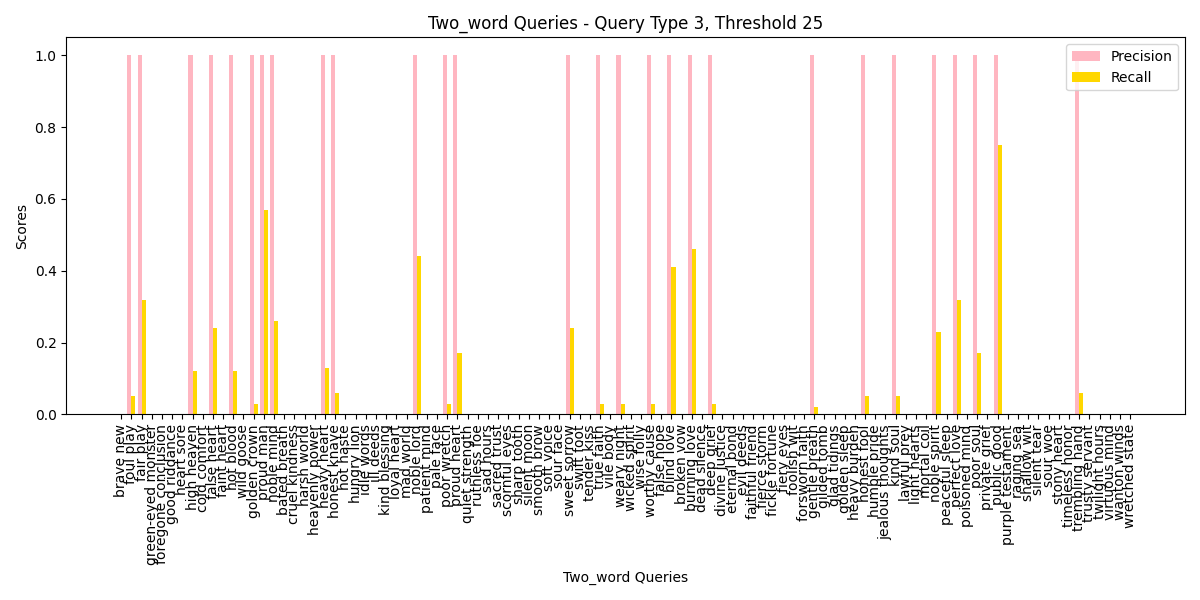 Two_word Queries - Query Type 3, Threshold 25
Precision
Recall
Scores
1.0
0.8
0.6
0.4
0.2
0.0
brave new
foul play
fair play
green-eyed monster
foregone conclusion
good riddance
heart sore
high heaven
cold comfort
false heart
faint heart
hot blood
wild goose
golden crown
proud man
noble mind
bated breath
cruel kindness
harsh world
heavenly power
heavy heart
honest knave
hot haste
hungry lion
idle words
ill deeds
kind blessing
loyal heart
mad world
noble lord
patient mind
pale face
poor wretch
proud heart
quiet strength
ruthless foe
sad hours
sacred trust
scornful eyes
sharp tooth
silent moon
smooth brow
soft voice
sour face
sweet sorrow
swift foot
tender kiss
true faith
vile body
weary night
wicked spirit
wise folly
worthy cause
false hope
blind love
broken vow
burning love
dead silence
deep grief
divine justice
eternal bond
evil deeds
faithful friend
fierce storm
fickle fortune
fiery eyes
foolish wit
forsworn faith
gentle breath
gilded tomb
glad tidings
golden sleep
heavy burden
honest fool
humble pride
jealous thoughts
kind soul
lawful prey
light hearts
mortal coil
noble spirit
peaceful sleep
perfect love
poisoned mind
poor soul
private grief
public good
purple testament
raging sea
shallow wit
silent tear
sour woe
stony heart
timeless honor
trembling hand
trusty servant
twilight hours
virtuous mind
wanton wind
wretched state
Two_word Queries